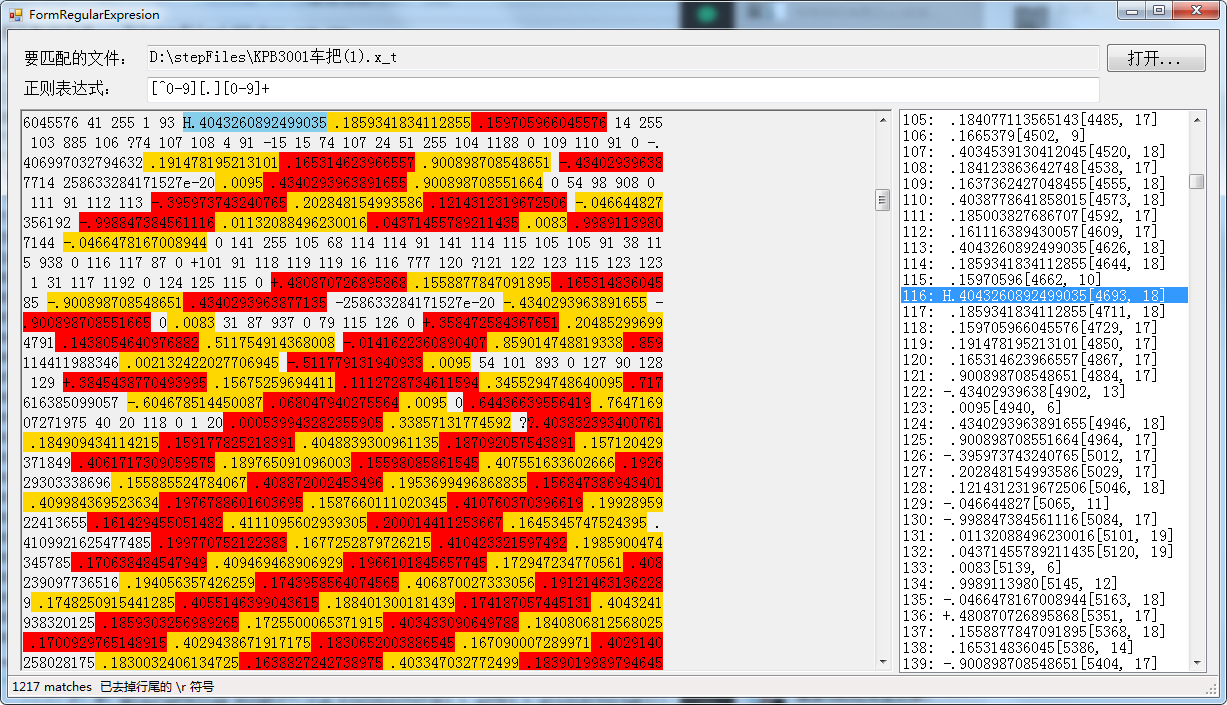 FormRegularExpresion
要匹配的文件: D:\stepFiles\KPB3001车把(1).x_t 打开...
正则表达式: [^0-9][.][0-9]+
6045576 41 255 1 93 H.4043260892499035 .1859341834112855 .159705966045576 14 255
103 885 106 ?74 107 108 4 91 -15 15 74 107 24 51 255 104 1188 0 109 110 91 0 -.
406997032794632 .191478195213101 .165314623966557 .900898708548651 -.43402939638
7714 258633284171527e-20 .0095 .4340293963891655 .900898708551664 0 54 98 908 0
111 91 112 113 -.395973743240765 .202848154993586 .1214312319672506 -.046644827
356192 -.998847384561116 .01132088496230016 .04371455789211435 .0083 .9989113980
7144 -.0466478167008944 0 141 255 105 68 114 114 91 141 114 115 105 105 91 38 11
5 938 0 116 117 87 0 +101 91 118 119 119 16 116 777 120 ?121 122 123 115 123 123
1 31 117 1192 0 124 125 115 0 +.480870726895868 .1558877847091895 .165314836045
85 -.900898708548651 .4340293963877135 -258633284171527e-20 -.4340293963891655 -
.900898708551665 0 .0083 31 87 937 0 79 115 126 0 +.358472584367651 .20485299699
4791 .1438054640976882 .511754914368008 -.0141622360890407 .859014748819338 .859
114411988346 .002132422027706945 -.511779131940933 .0095 54 101 893 0 127 90 128
129 +.3845438770493995 .15675259694411 .1112728734611594 .3455294748640095 .717
616385099057 -.604678514450087 .068047940275564 .0095 0 .64436639556419 .7647169
07271975 40 20 118 0 1 20 .000539943282355905 .33857131774592 ??.403832393400761
.184909434114215 .159177825218391 .4048839300961135 .187092057543891 .157120429
371849 .4061717309059575 .189765091096003 .15598085861545 .407551633602666 .1926
29303338696 .155885524784067 .408872002453496 .1953699496868835 .156847386943401
.409984369523634 .1976788601603695 .1587660111020345 .410760370396619 .19928959
22413655 .161429455051482 .4111095602939305 .200014411253667 .1645345747524395 .
4109921625477485 .199770752122383 .1677252879726215 .410423321597492 .1985900474
345785 .170638484547949 .409469468906929 .1966101845657745 .172947234770561 .408
239097736516 .194056357426259 .1743958564074565 .406870027333056 .19121463136228
9 .1748250915441285 .4055146399043615 .188401300181439 .174187057445131 .4043241
938320125 .1859303256989265 .1725500065371915 .403433090649788 .1840806812568025
.1700929765148915 .4029438671917175 .1830652003886545 .167090007289971 .4029140
258028175 .1830032406134725 .1638827242738975 .403347032772499 .1839019989794645
105: .184077113565143[4485, 17]
106: .1665379[4502, 9]
107: .4034539130412045[4520, 18]
108: .184123863642748[4538, 17]
109: .1637362427048455[4555, 18]
110: .4038778641858015[4573, 18]
111: .185003827686707[4592, 17]
112: .161116389430057[4609, 17]
113: .4043260892499035[4626, 18]
114: .1859341834112855[4644, 18]
115: .15970596[4662, 10]
116: H.4043260892499035[4693, 18]
117: .1859341834112855[4711, 18]
118: .159705966045576[4729, 17]
119: .191478195213101[4850, 17]
120: .165314623966557[4867, 17]
121: .900898708548651[4884, 17]
122: -.43402939638[4902, 13]
123: .0095[4940, 6]
124: .4340293963891655[4946, 18]
125: .900898708551664[4964, 17]
126: -.395973743240765[5012, 17]
127: .202848154993586[5029, 17]
128: .1214312319672506[5046, 18]
129: -.046644827[5065, 11]
130: -.998847384561116[5084, 17]
131: .01132088496230016[5101, 19]
132: .04371455789211435[5120, 19]
133: .0083[5139, 6]
134: .9989113980[5145, 12]
135: -.0466478167008944[5163, 18]
136: +.480870726895868[5351, 17]
137: .1558877847091895[5368, 18]
138: .165314836045[5386, 14]
139: -.900898708548651[5404, 17]
1217 matches 已去掉行尾的 \r 符号